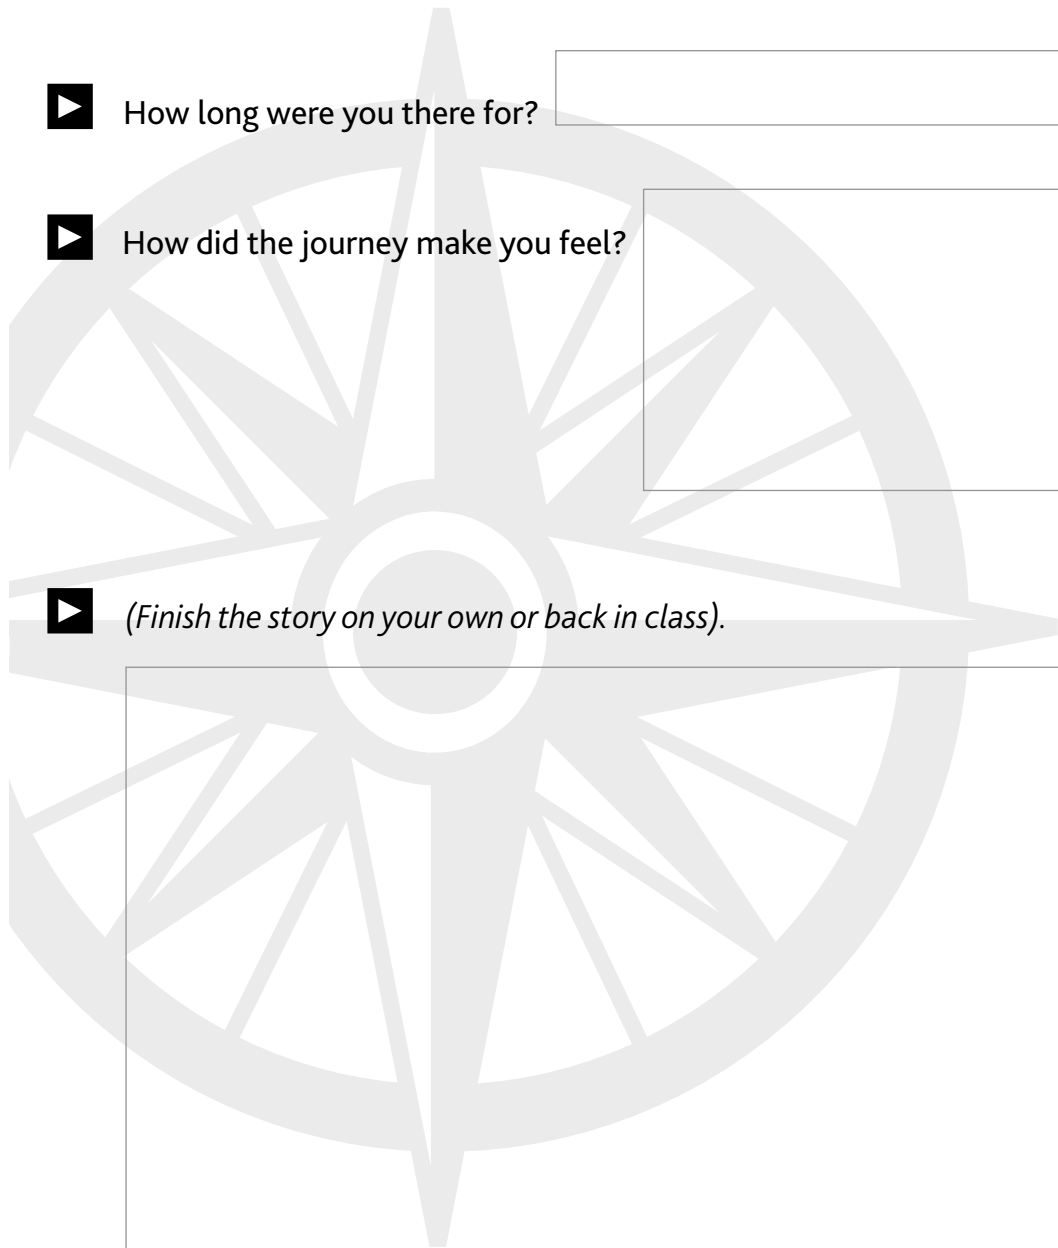 How long were you there for?
How did the journey make you feel?
(Finish the story on your own or back in class).